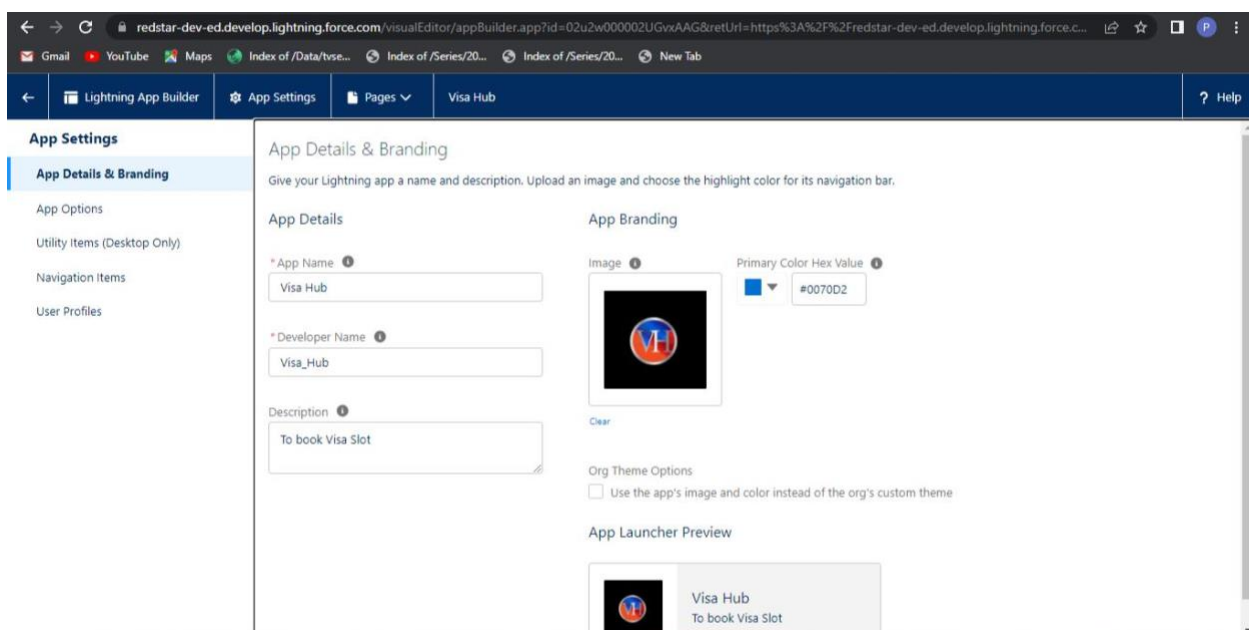 redstar-dev-ed.develop.lightning.force.com/visualEditor/appBuilder.app?id=02u2w000002UGvxAAG&retUrl=https%3A%2F%2Fredstar-dev-ed.develop.lightning.force.c...
P
Gmail YouTube Maps Index of /Data/tvse... Index of /Series/20... Index of /Series/20... New Tab
Lightning App Builder App Settings Pages Visa Hub ? Help
App Settings
App Details & Branding
App Options
Utility Items (Desktop Only)
Navigation Items
User Profiles
App Details & Branding
Give your Lightning app a name and description. Upload an image and choose the highlight color for its navigation bar.
App Details
*App Name
Visa Hub
*Developer Name
Visa_Hub
Description
To book Visa Slot
App Branding
Image
VH
Clear
Primary Color Hex Value
#0070D2
Org Theme Options
Use the app's image and color instead of the org's custom theme
App Launcher Preview
VH
Visa Hub
To book Visa Slot